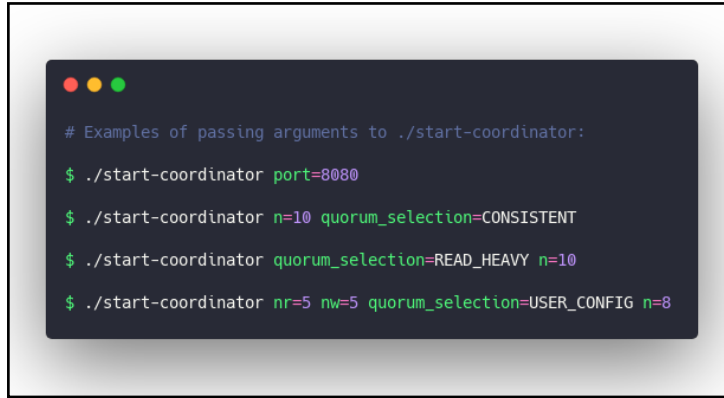 # Examples of passing arguments to ./start-coordinator:
$ ./start-coordinator port=8080
$ ./start-coordinator n=10 quorum_selection=CONSISTENT
$ ./start-coordinator quorum_selection=READ_HEAVY n=10
$ ./start-coordinator nr=5 nw=5 quorum_selection=USER_CONFIG n=8